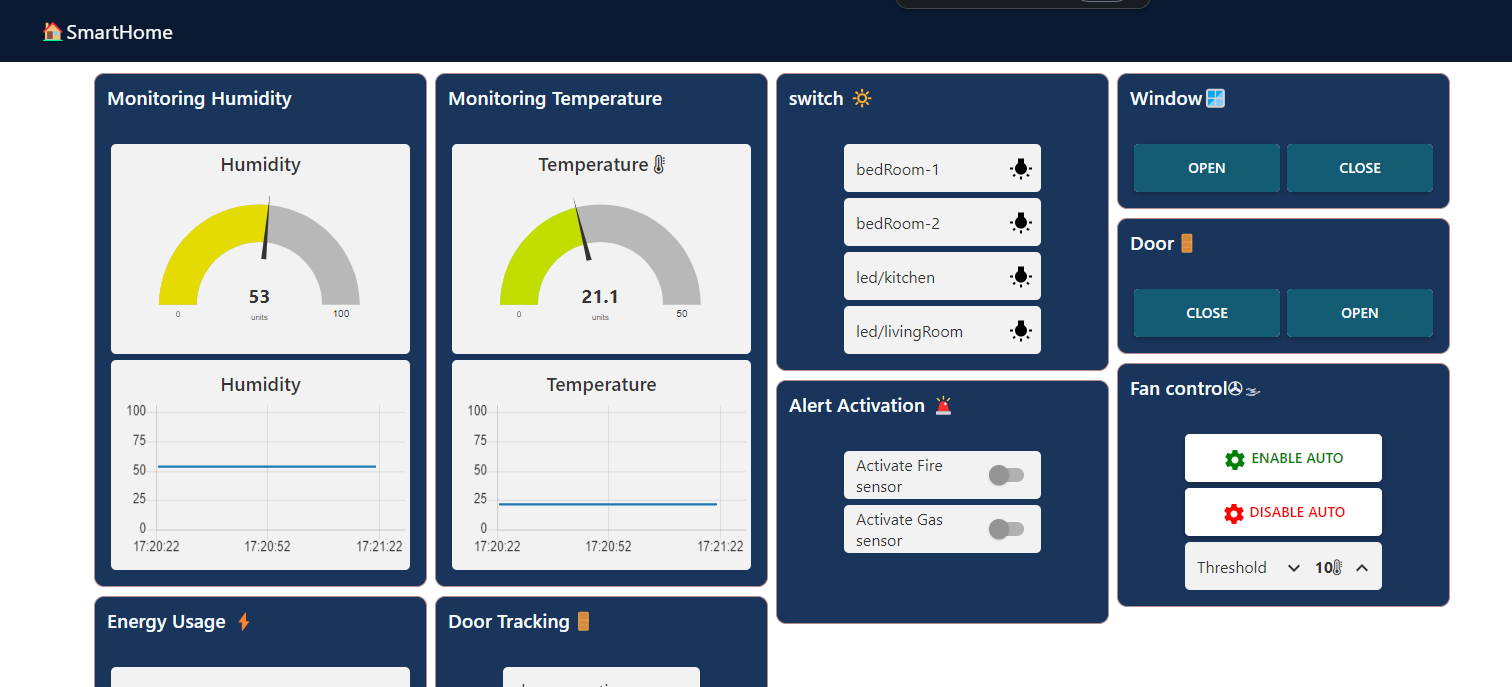 SmartHome
Monitoring Humidity
Humidity
53
units
0
100
Humidity
100
75
50
25
0
17:20:22
17:20:52
17:21:22
Monitoring Temperature
Temperature
21.1
units
0
50
Temperature
100
75
50
25
0
17:20:22
17:20:52
17:21:22
switch
bedRoom-1
bedRoom-2
led/kitchen
led/livingRoom
Alert Activation
Activate Fire
sensor
Activate Gas
sensor
Window
OPEN
CLOSE
Door
CLOSE
OPEN
Fan control
ENABLE AUTO
DISABLE AUTO
Threshold
10
Energy Usage
Door Tracking